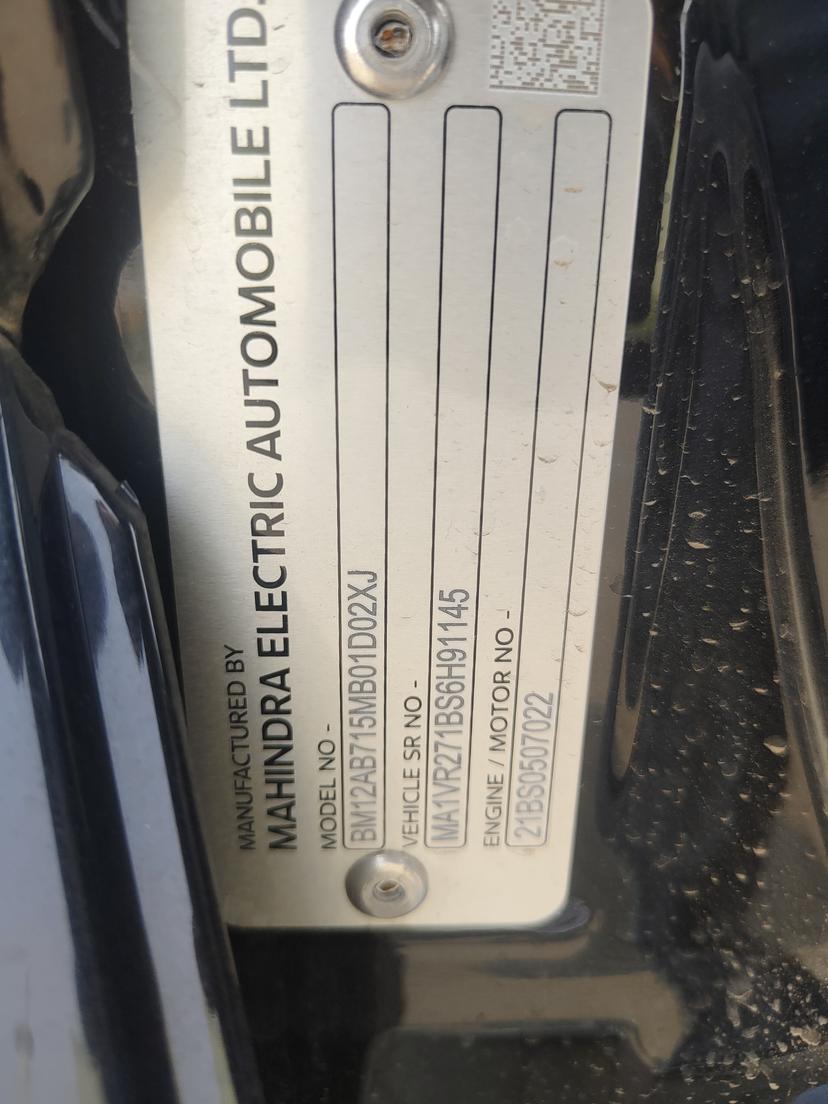 MANUFACTURED BY
MAHINDRA ELECTRIC AUTOMOBILE LTD.
MODEL NO -
BM12AB715MB01D02XJ
VEHICLE SR NO -
MA1VR271BS6H91145
ENGINE / MOTOR NO -
21BS0507022